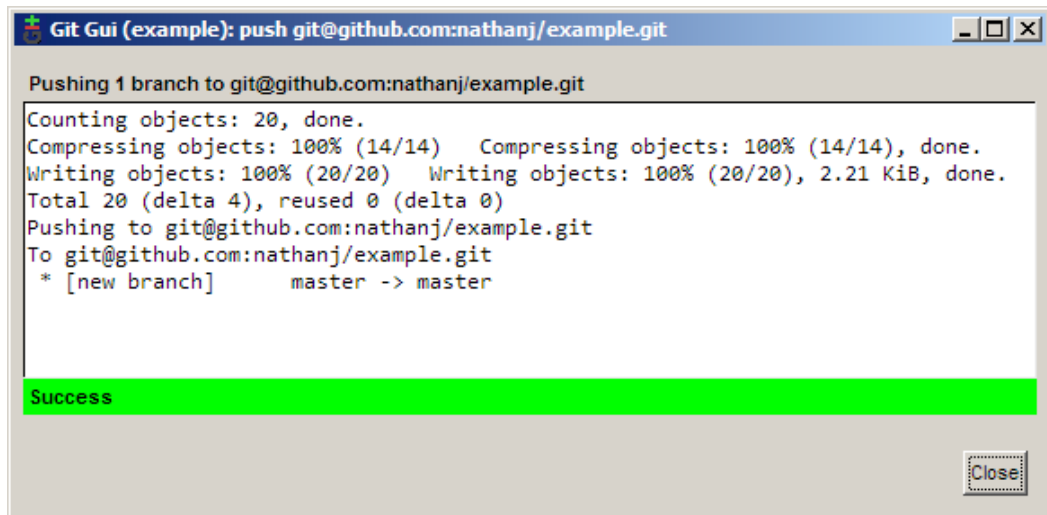 Git Gui (example): push git@github.com:nathanj/example.git
Pushing 1 branch to git@github.com:nathanj/example.git
Counting objects: 20, done.
Compressing objects: 100% (14/14)   Compressing objects: 100% (14/14), done.
Writing objects: 100% (20/20)   Writing objects: 100% (20/20), 2.21 KiB, done.
Total 20 (delta 4), reused 0 (delta 0)
Pushing to git@github.com:nathanj/example.git
To git@github.com:nathanj/example.git
 * [new branch]      master -> master
Success
Close